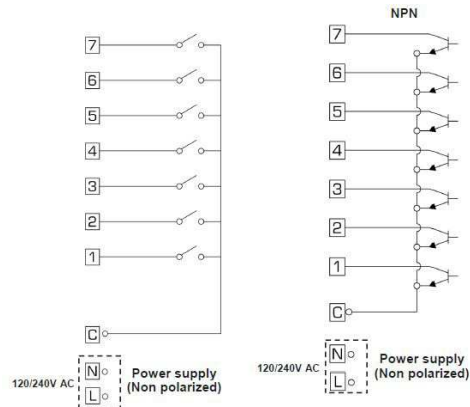 7
6
5
4
3
2
1
C
N
L
120/240V AC
Power supply
(Non polarized)
NPN
7
6
5
4
3
2
1
C
N
L
120/240V AC
Power supply
(Non polarized)